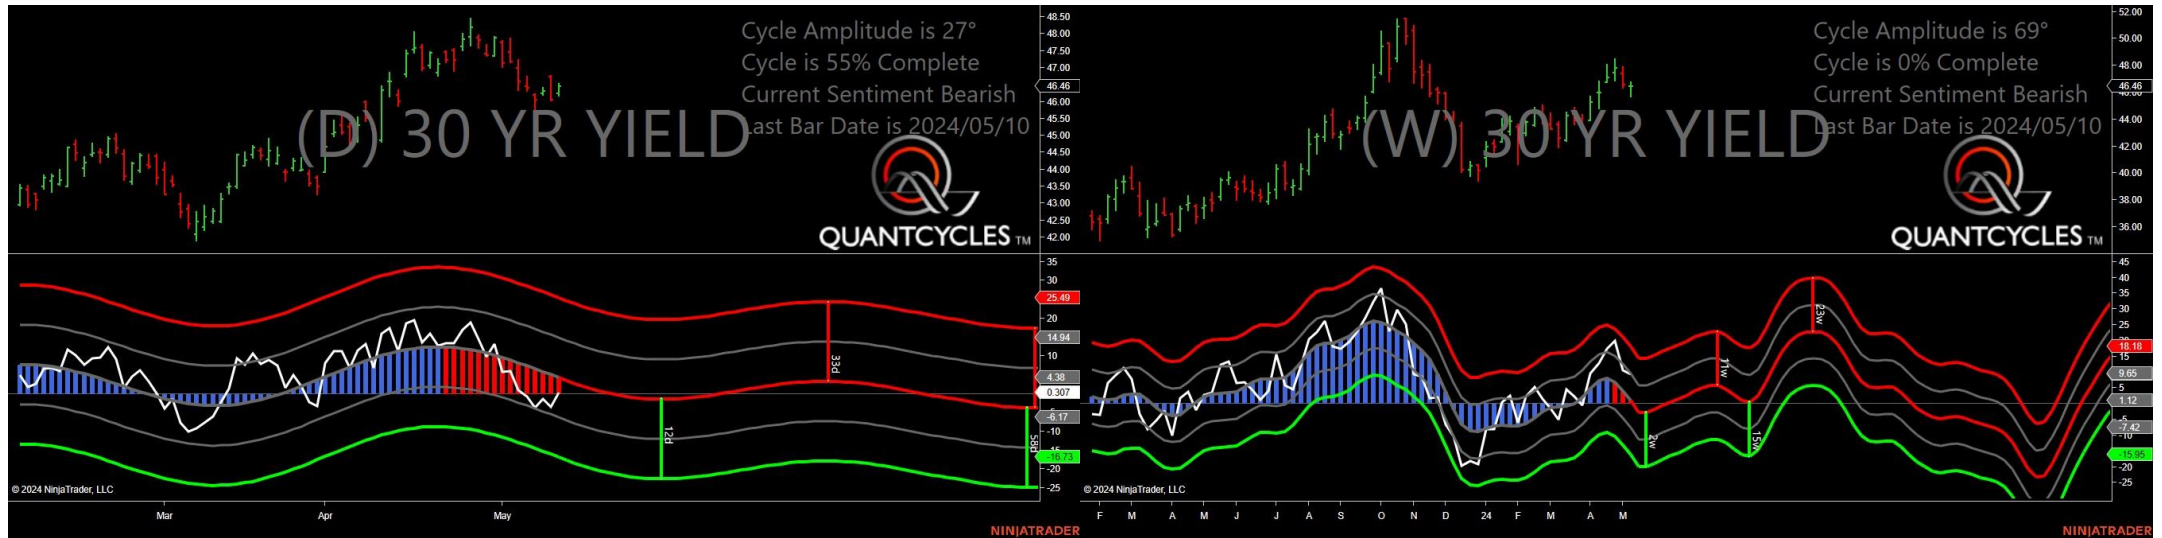 Cycle Amplitude is 27°
Cycle is 55% Complete
Current Sentiment Bearish
Last Bar Date is 2024/05/10
(D) 30 YR YIELD
QUANTCYCLES TM
48.50
48.00
47.50
47.00
46.46
46.00
45.50
45.00
44.50
44.00
43.50
43.00
42.50
42.00
35
30
25.49
20
14.94
10
4.38
0.307
-6.17
-10
-16.73
-20
-25
33d
12d
58d
© 2024 NinjaTrader, LLC
Mar Apr May
NINJATRADER
Cycle Amplitude is 69°
Cycle is 0% Complete
Current Sentiment Bearish
Last Bar Date is 2024/05/10
(W) 30 YR YIELD
QUANTCYCLES TM
52.00
50.00
48.00
46.46
44.00
42.00
40.00
38.00
36.00
45
40
35
30
25
18.18
15
9.65
5
1.12
-7.42
-10
-15.95
-20
-25
11w
23w
2w
15w
© 2024 NinjaTrader, LLC
F M A M J J A S O N D 24 F M A M
NINJATRADER